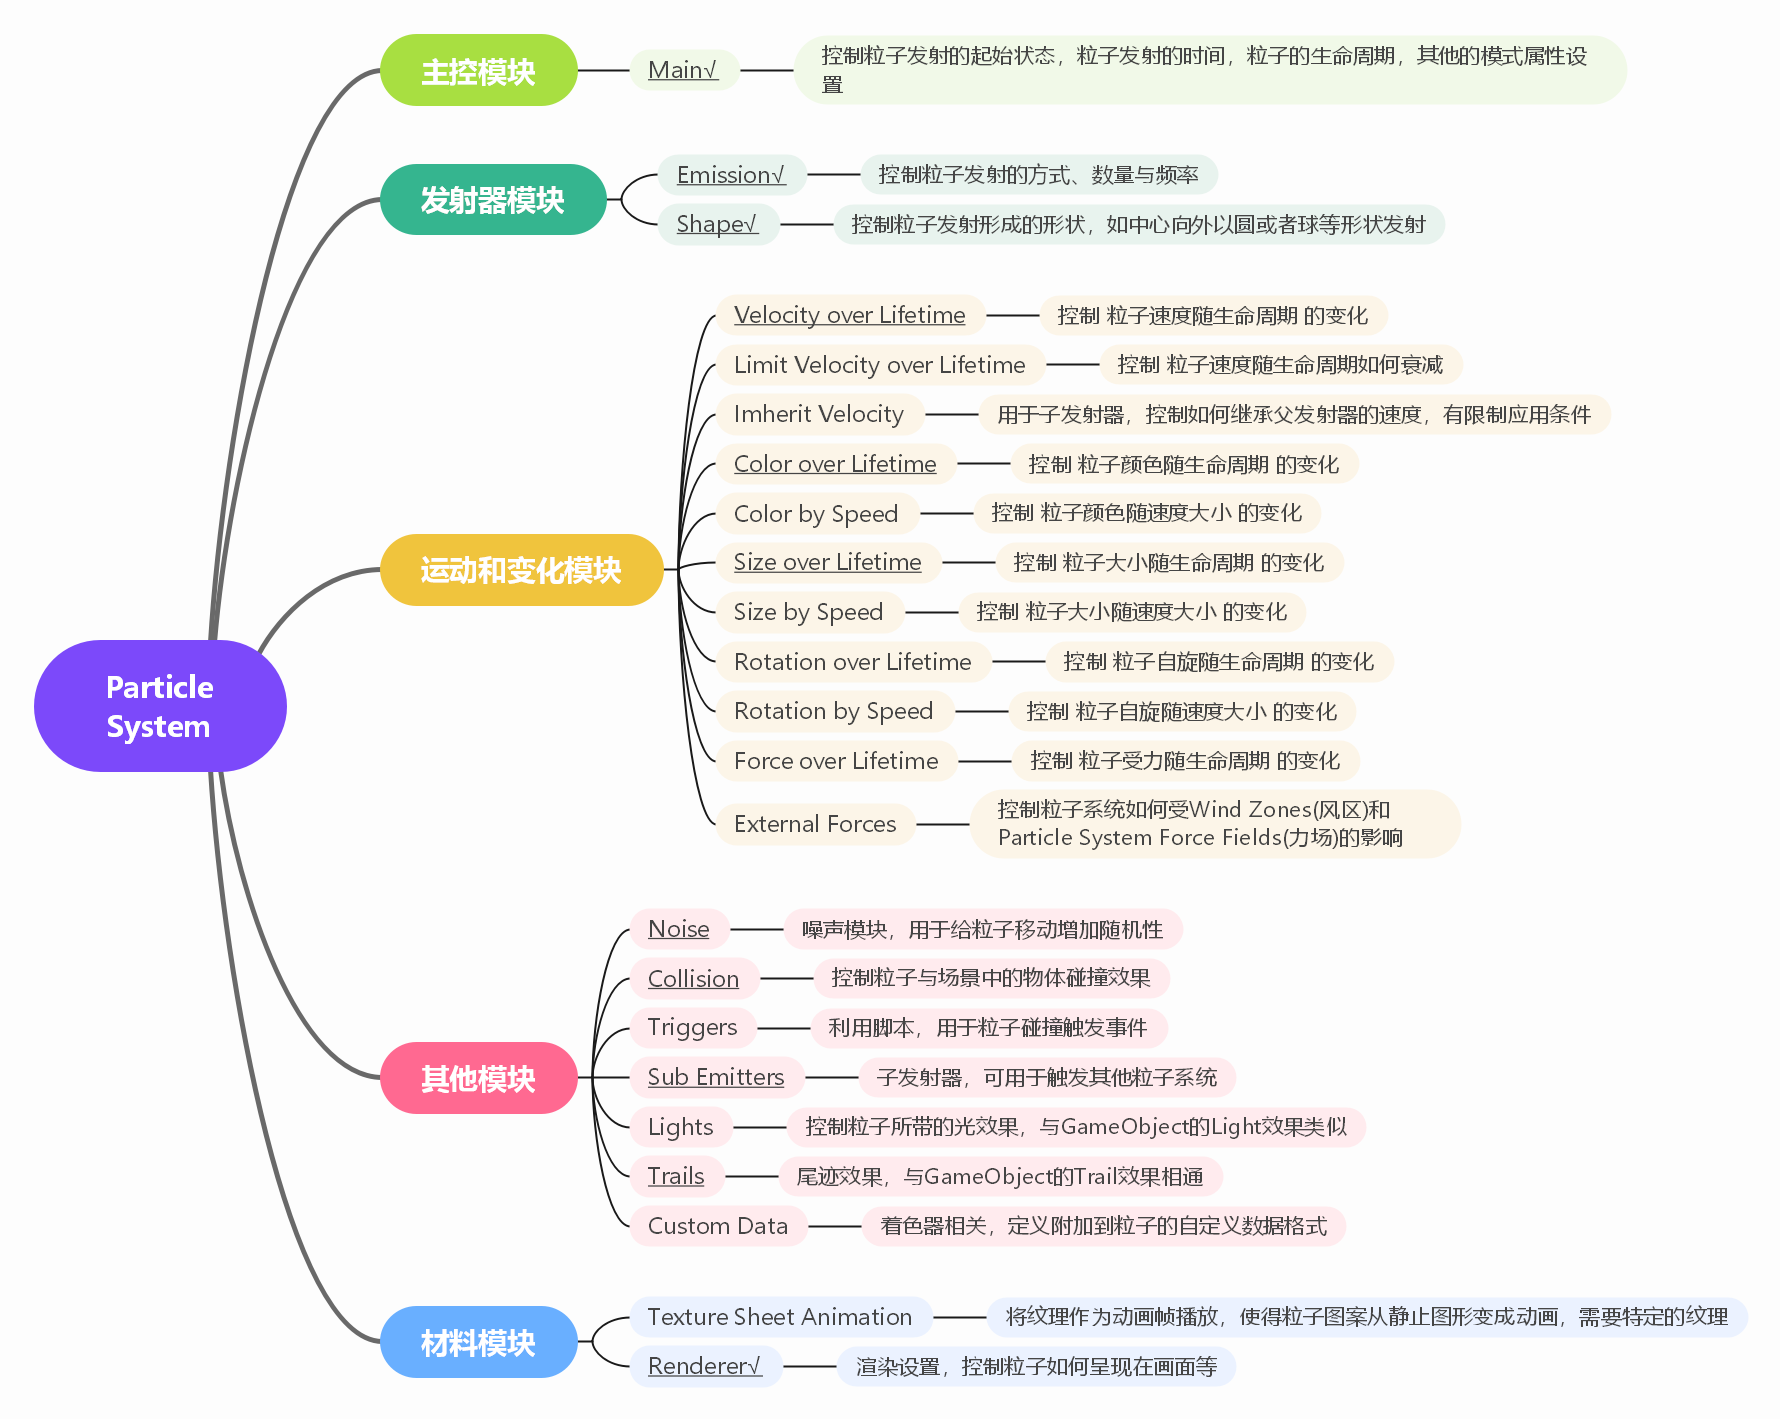 Particle
System
主控模块
Main√
控制粒子发射的起始状态，粒子发射的时间，粒子的生命周期，其他的模式属性设
置
发射器模块
Emission√
控制粒子发射的方式、数量与频率
Shape√
控制粒子发射形成的形状，如中心向外以圆或者球等形状发射
运动和变化模块
Velocity over Lifetime
控制 粒子速度随生命周期 的变化
Limit Velocity over Lifetime
控制 粒子速度随生命周期如何衰减
Imherit Velocity
用于子发射器，控制如何继承父发射器的速度，有限制应用条件
Color over Lifetime
控制 粒子颜色随生命周期 的变化
Color by Speed
控制 粒子颜色随速度大小 的变化
Size over Lifetime
控制 粒子大小随生命周期 的变化
Size by Speed
控制 粒子大小随速度大小 的变化
Rotation over Lifetime
控制 粒子自旋随生命周期 的变化
Rotation by Speed
控制 粒子自旋随速度大小 的变化
Force over Lifetime
控制 粒子受力随生命周期 的变化
External Forces
控制粒子系统如何受Wind Zones(风区)和
Particle System Force Fields(力场)的影响
其他模块
Noise
噪声模块，用于给粒子移动增加随机性
Collision
控制粒子与场景中的物体碰撞效果
Triggers
利用脚本，用于粒子碰撞触发事件
Sub Emitters
子发射器，可用于触发其他粒子系统
Lights
控制粒子所带的光效果，与GameObject的Light效果类似
Trails
尾迹效果，与GameObject的Trail效果相通
Custom Data
着色器相关，定义附加到粒子的自定义数据格式
材料模块
Texture Sheet Animation
将纹理作为动画帧播放，使得粒子图案从静止图形变成动画，需要特定的纹理
Renderer√
渲染设置，控制粒子如何呈现在画面等